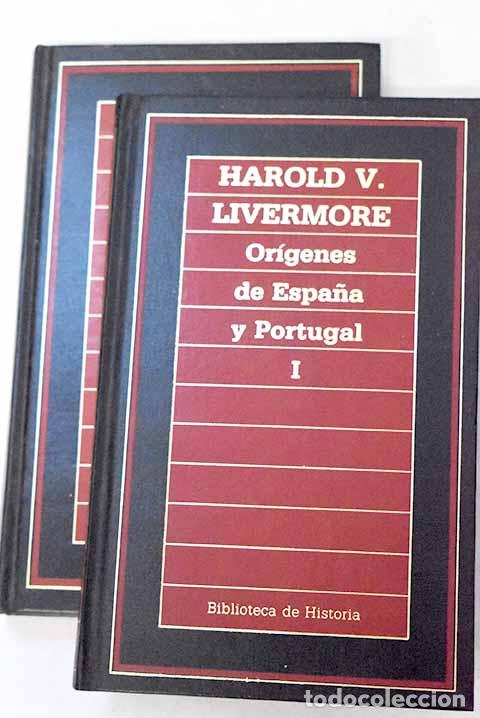 HAROLD V.
LIVERMORE
Orígenes
de España
y Portugal
I
Biblioteca de Historia
todocoleccion